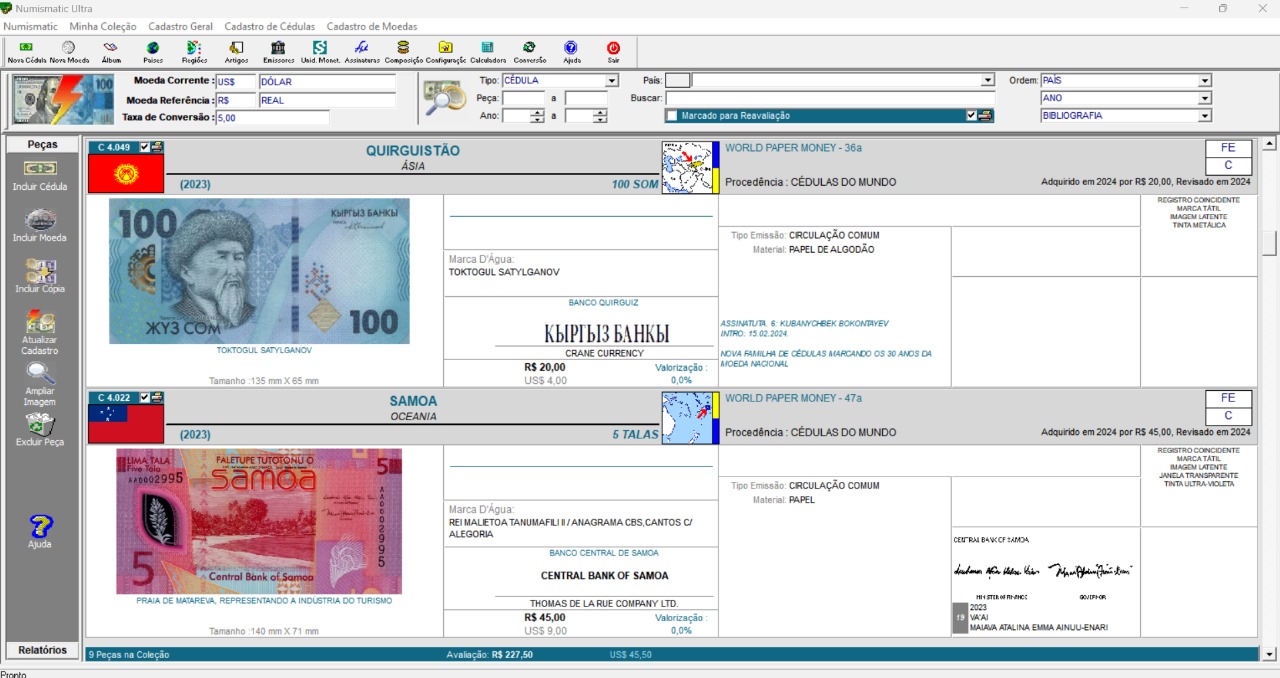 Numismatic Ultra
Numismatic Minha Coleção Cadastro Geral Cadastro de Cédulas Cadastro de Moedas
Nova Cédula Nova Moeda Álbum Países Regiões Artigos Emissores Unid. Monet. Assinaturas Composição Configuração Calculadora Conversão Ajuda Sair
Moeda Corrente : US$ DÓLAR
Moeda Referência : R$ REAL
Taxa de Conversão : 5,00
Tipo: CÉDULA
Peça: a
Ano: a
País:
Buscar:
Marcado para Reavaliação
Ordem: PAÍS
ANO
BIBLIOGRAFIA
Peças
Incluir Cédula
Incluir Moeda
Incluir Cópia
Atualizar
Cadastro
Ampliar
Imagem
Excluir Peça
Ajuda
Relatórios
C 4.049
QUIRGUISTÃO
ÁSIA
(2023)
100 SOM
WORLD PAPER MONEY - 36a
Procedência : CÉDULAS DO MUNDO
FE
C
Adquirido em 2024 por R$ 20,00, Revisado em 2024
100
КЫРГЫЗ БАНКЫ
ЖҮЗ СОМ
100
TOKTOGUL SATYLGANOV
Tamanho :135 mm X 65 mm
Marca D'Água:
TOKTOGUL SATYLGANOV
BANCO QUIRGUIZ
КЫРГЫЗ БАНКЫ
CRANE CURRENCY
R$ 20,00
US$ 4,00
Valorização :
0,0%
Tipo Emissão: CIRCULAÇÃO COMUM
Material: PAPEL DE ALGODÃO
ASSINATUTA. 6: KUBANYCHBEK BOKONTAYEV
INTRO: 15.02.2024.
NOVA FAMILHA DE CÉDULAS MARCANDO OS 30 ANOS DA
MOEDA NACIONAL
REGISTRO COINCIDENTE
MARCA TÁTIL
IMAGEM LATENTE
TINTA METÁLICA
C 4.022
SAMOA
OCEANIA
(2023)
5 TALAS
WORLD PAPER MONEY - 47a
Procedência : CÉDULAS DO MUNDO
FE
C
Adquirido em 2024 por R$ 45,00, Revisado em 2024
LIMA TALA
Five Tala
AA0002995
FALETUPE TUTOTONU O
samoa
5
AA0002995
5
Central Bank of Samoa
PRAIA DE MATAREVA, REPRESENTANDO A INDÚSTRIA DO TURISMO
Tamanho :140 mm X 71 mm
Marca D'Água:
REI MALIETOA TANUMAFILI II / ANAGRAMA CBS,CANTOS C/
ALEGORIA
BANCO CENTRAL DE SAMOA
CENTRAL BANK OF SAMOA
THOMAS DE LA RUE COMPANY LTD.
R$ 45,00
US$ 9,00
Valorização :
0,0%
Tipo Emissão: CIRCULAÇÃO COMUM
Material: PAPEL
CENTRAL BANK OF SAMOA
MINISTER OF FINANCE GOVERNOR
19
2023
VA'AI
MAIAVA ATALINA EMMA AINUU-ENARI
REGISTRO COINCIDENTE
MARCA TÁTIL
IMAGEM LATENTE
JANELA TRANSPARENTE
TINTA ULTRA-VIOLETA
9 Peças na Coleção
Avaliação: R$ 227,50
US$ 45,50
Pronto